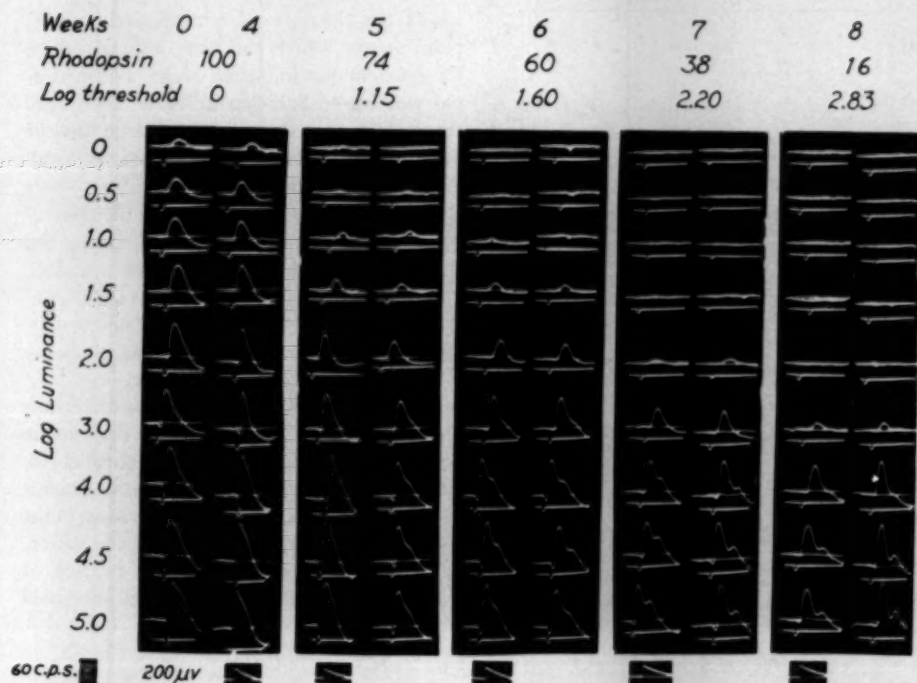 Weeks 0 4 5 6 7 8
Rhodopsin 100 74 60 38 16
Log threshold 0 1.15 1.60 2.20 2.83
0
0.5
1.0
1.5
2.0
3.0
4.0
4.5
5.0
Log Luminance
60 c.p.s. 200 μv